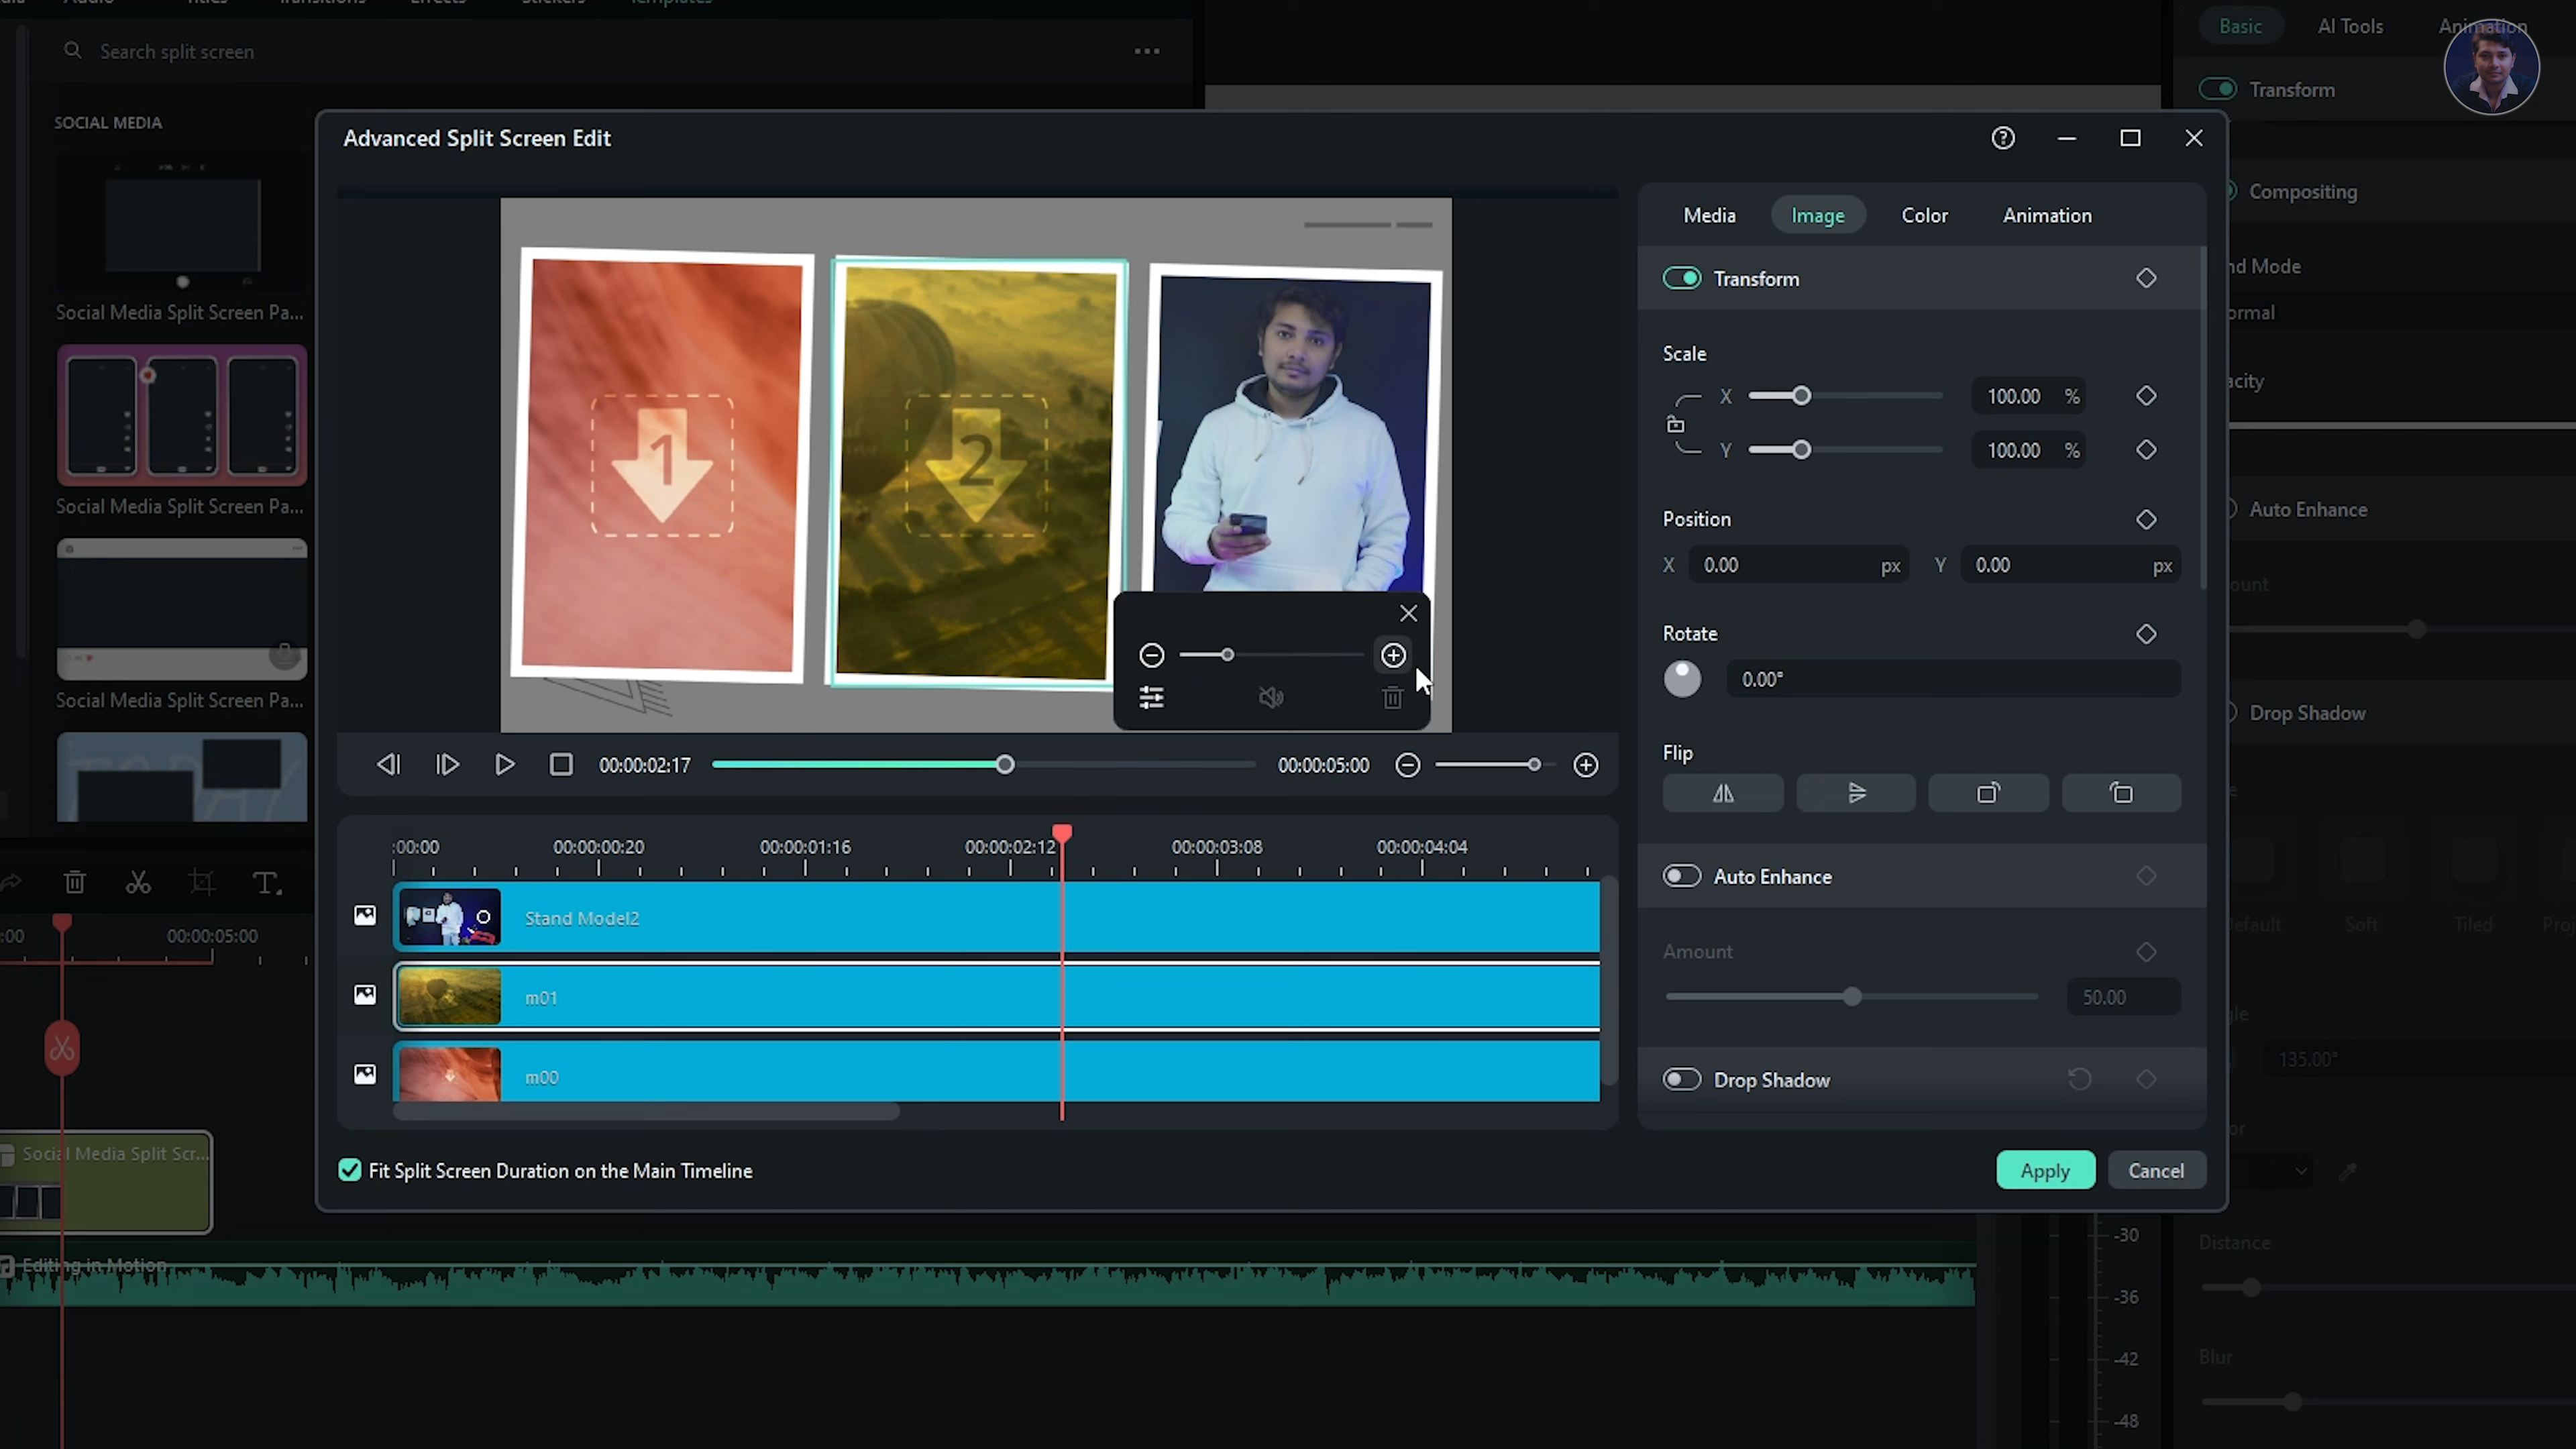 Audio
Titles
Transitions
Effects
Stickers
Templates
Search split screen
SOCIAL MEDIA
Social Media Split Screen Pa...
Social Media Split Screen Pa...
Social Media Split Screen Pa...
Basic
AI Tools
Animation
Transform
Compositing
Auto Enhance
Drop Shadow
Soft
Tiled
135.00°
Distance
Blur
Advanced Split Screen Edit
1
2
00:00:02:17
00:00:05:00
:00:00
00:00:00:20
00:00:01:16
00:00:02:12
00:00:03:08
00:00:04:04
Stand Model2
m01
m00
Fit Split Screen Duration on the Main Timeline
Media
Image
Color
Animation
Transform
Scale
X 100.00 %
Y 100.00 %
Position
X 0.00 px Y 0.00 px
Rotate
0.00°
Flip
Auto Enhance
Amount
50.00
Drop Shadow
Apply
Cancel
:00
00:00:05:00
Social Media Split Scr...
Editing in Motion
-30
-36
-42
-48